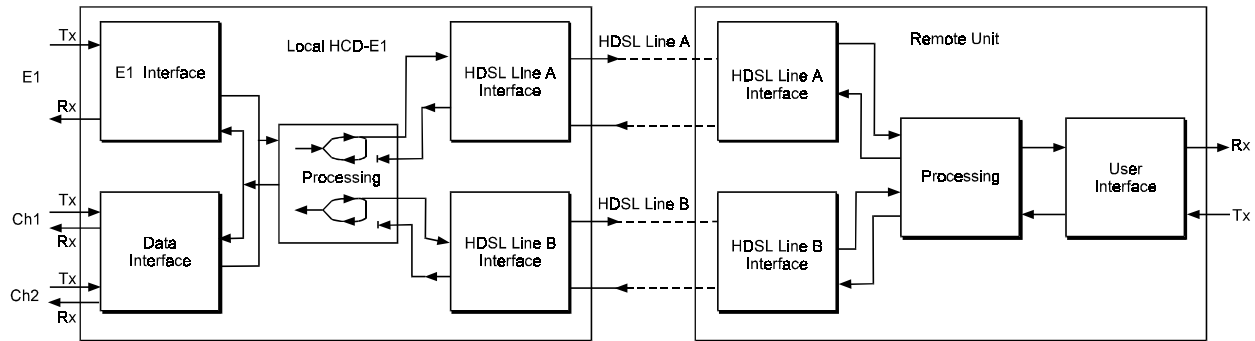 Local HCD-E1
Remote Unit
Tx
E1
Rx
E1 Interface
HDSL Line A
Interface
HDSL Line A
HDSL Line A
Interface
Processing
Processing
User
Interface
Rx
Tx
Tx
Ch1
Rx
Tx
Ch2
Rx
Data
Interface
HDSL Line B
Interface
HDSL Line B
HDSL Line B
Interface